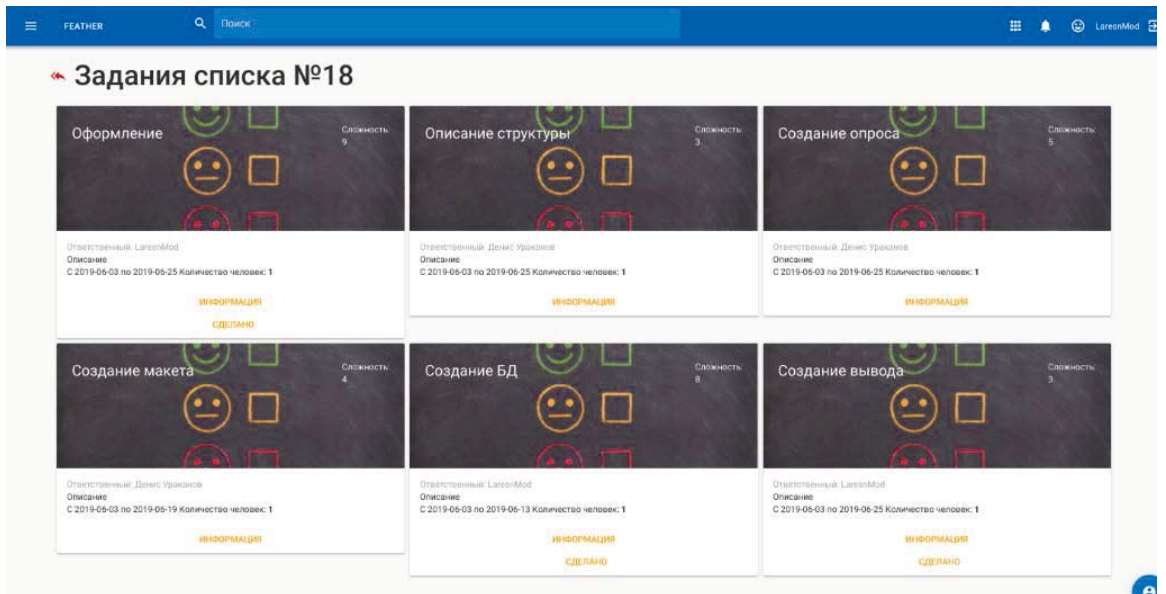 FEATHER
Поиск
LaresnMod
Задания списка №18
Оформление
Сложность:
9
Описание структуры
Сложность:
3
Создание опроса
Сложность:
5
Ответственный: LaresnMod
Описание
С 2019-06-03 по 2019-06-25 Количество человек: 1
ИНФОРМАЦИЯ
СДЕЛАНО
Ответственный: Денис Ураканов
Описание
С 2019-06-03 по 2019-06-25 Количество человек: 1
ИНФОРМАЦИЯ
Ответственный: Денис Ураканов
Описание
С 2019-06-03 по 2019-06-25 Количество человек: 1
ИНФОРМАЦИЯ
Создание макета
Сложность:
4
Создание БД
Сложность:
8
Создание вывода
Сложность:
3
Ответственный: Денис Ураканов
Описание
С 2019-06-03 по 2019-06-19 Количество человек: 1
ИНФОРМАЦИЯ
Ответственный: LaresnMod
Описание
С 2019-06-03 по 2019-06-13 Количество человек: 1
ИНФОРМАЦИЯ
СДЕЛАНО
Ответственный: LaresnMod
Описание
С 2019-06-03 по 2019-06-25 Количество человек: 1
ИНФОРМАЦИЯ
СДЕЛАНО